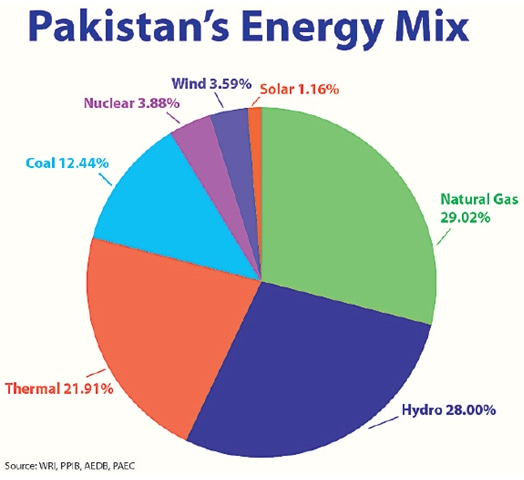 Pakistan's Energy Mix
Wind 3.59%
Solar 1.16%
Nuclear 3.88%
Coal 12.44%
Natural Gas
29.02%
Thermal 21.91%
Hydro 28.00%
Source: WRI, PPIB, AEDB, PAEC